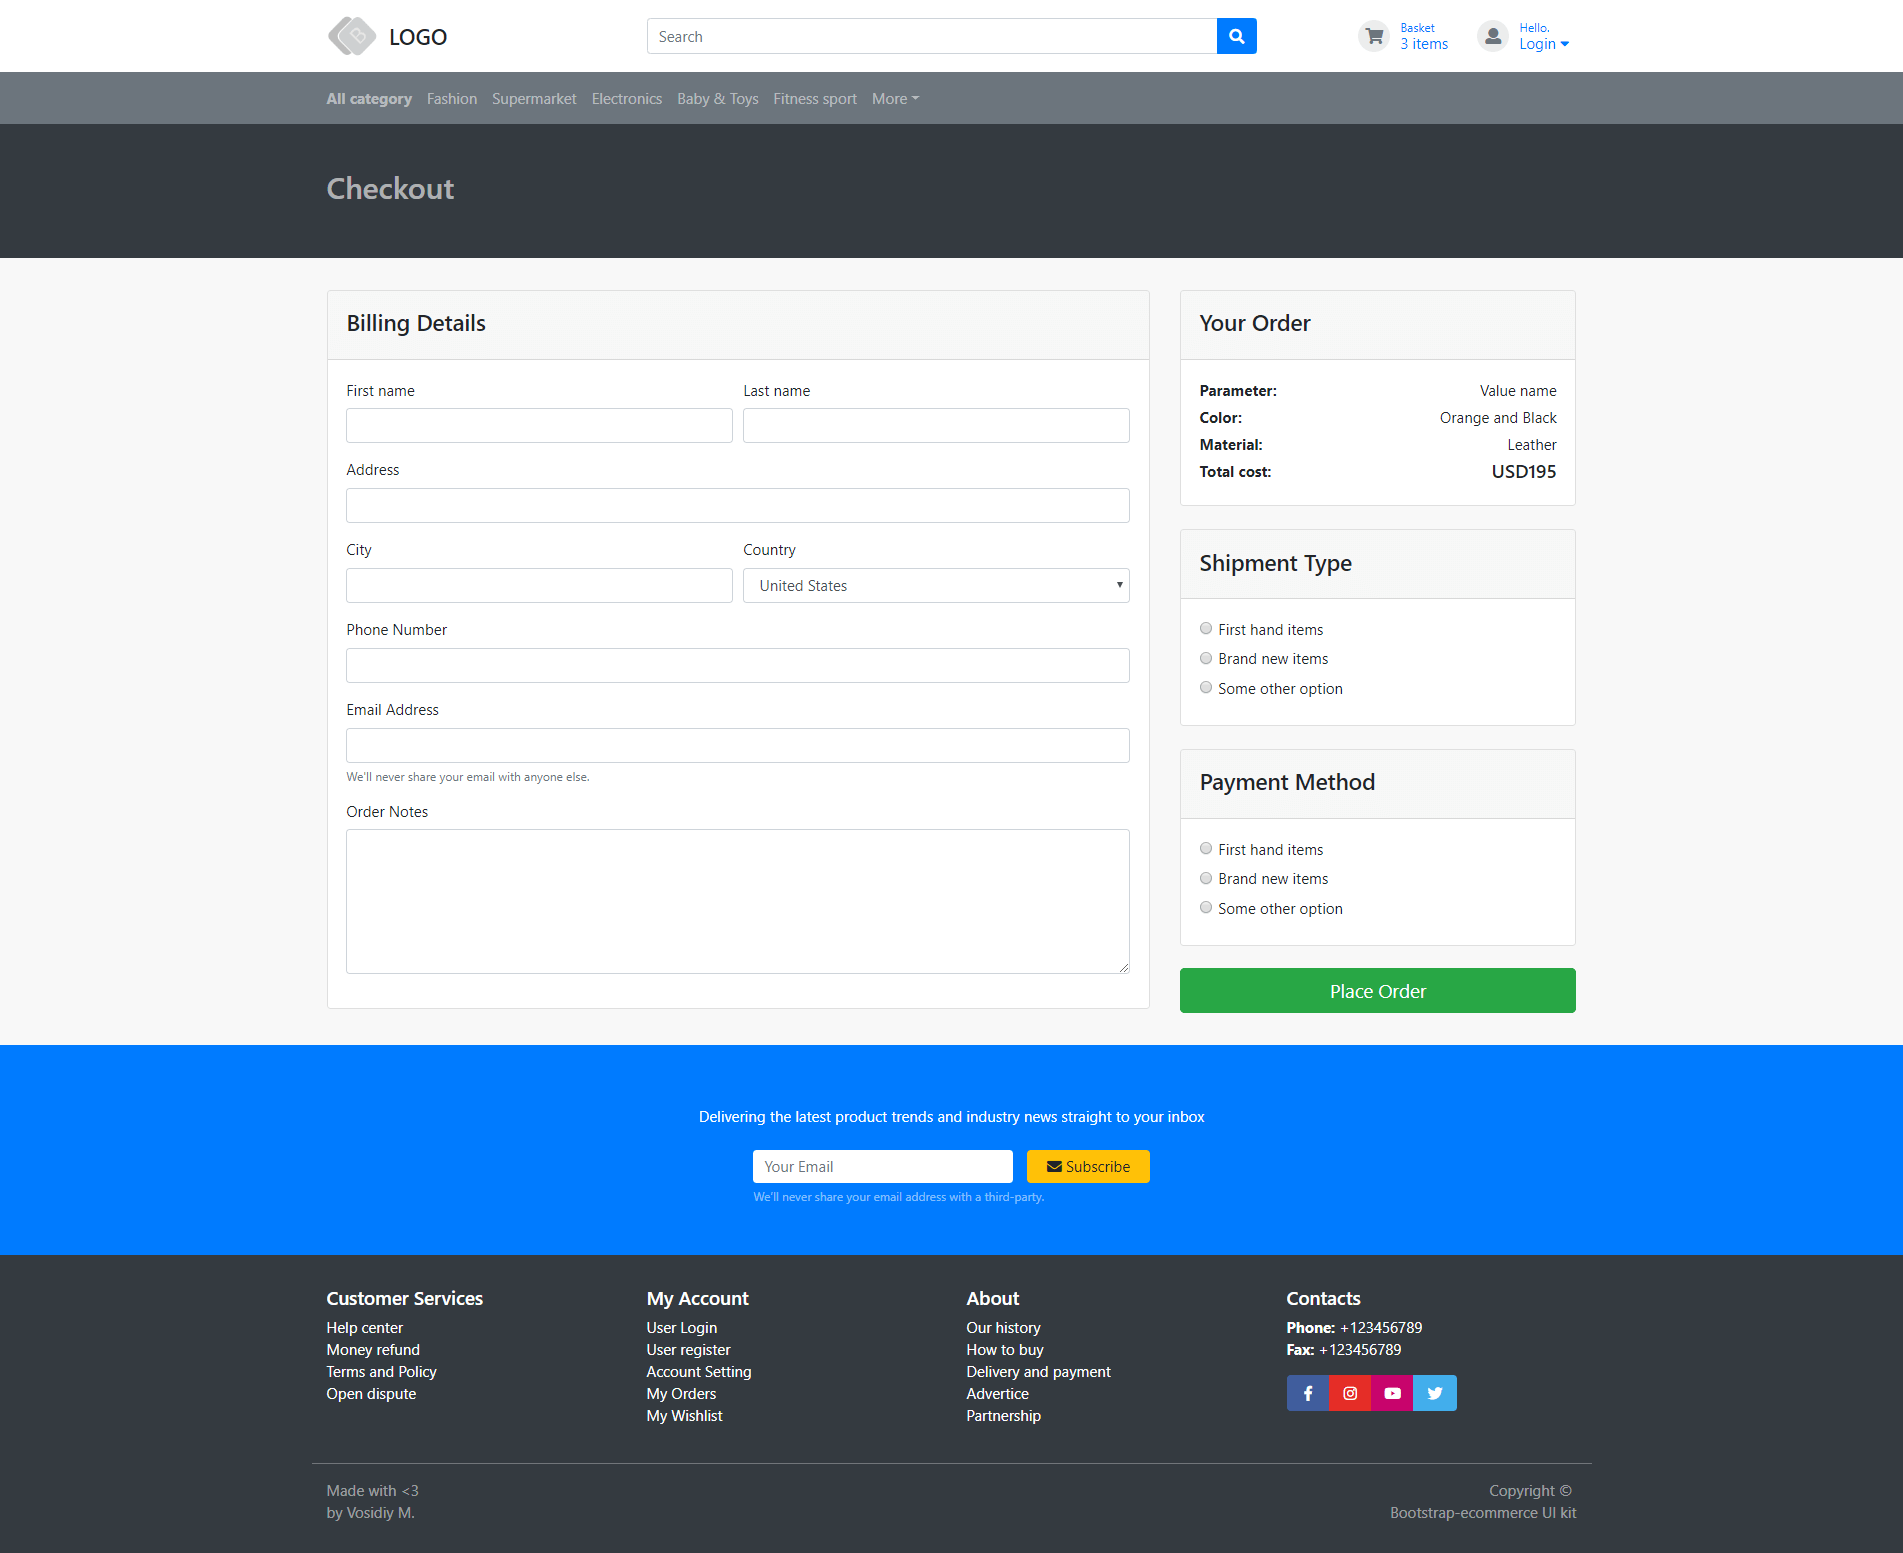 LOGO
Search
Basket
3 items
Hello.
Login
All category Fashion Supermarket Electronics Baby & Toys Fitness sport More
Checkout
Billing Details
First name Last name
Address
City Country
United States
Phone Number
Email Address
We'll never share your email with anyone else.
Order Notes
Your Order
Parameter: Value name
Color: Orange and Black
Material: Leather
Total cost: USD195
Shipment Type
First hand items
Brand new items
Some other option
Payment Method
First hand items
Brand new items
Some other option
Place Order
Delivering the latest product trends and industry news straight to your inbox
Your Email Subscribe
We'll never share your email address with a third-party.
Customer Services
Help center
Money refund
Terms and Policy
Open dispute
My Account
User Login
User register
Account Setting
My Orders
My Wishlist
About
Our history
How to buy
Delivery and payment
Advertice
Partnership
Contacts
Phone: +123456789
Fax: +123456789
Made with <3
by Vosidiy M.
Copyright ©
Bootstrap-ecommerce UI kit